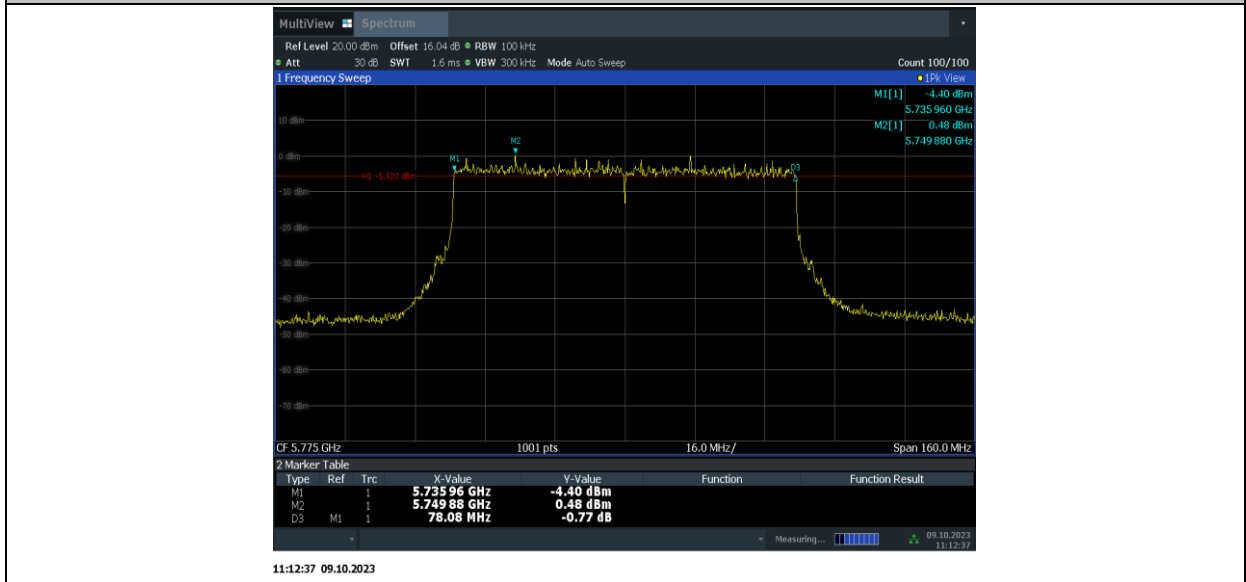 MultiView Spectrum
Ref Level 20.00 dBm Offset 16.04 dB RBW 100 kHz
Att 30 dB SWT 1.6 ms VBW 300 kHz Mode Auto Sweep Count 100/100
1 Frequency Sweep 1Pk View
M1[1] -4.40 dBm
5.735 960 GHz
10 dBm
M2[1] 0.48 dBm
5.749 880 GHz
M2
0 dBm
M1
D3
H1 -5.520 dBm
-10 dBm
-20 dBm
-30 dBm
-40 dBm
-50 dBm
-60 dBm
-70 dBm
CF 5.775 GHz 1001 pts 16.0 MHz/ Span 160.0 MHz
2 Marker Table
Type Ref Trc X-Value Y-Value Function Function Result
M1 1 5.735 96 GHz -4.40 dBm
M2 1 5.749 88 GHz 0.48 dBm
D3 M1 1 78.08 MHz -0.77 dB
Measuring... 09.10.2023
11:12:37
11:12:37 09.10.2023